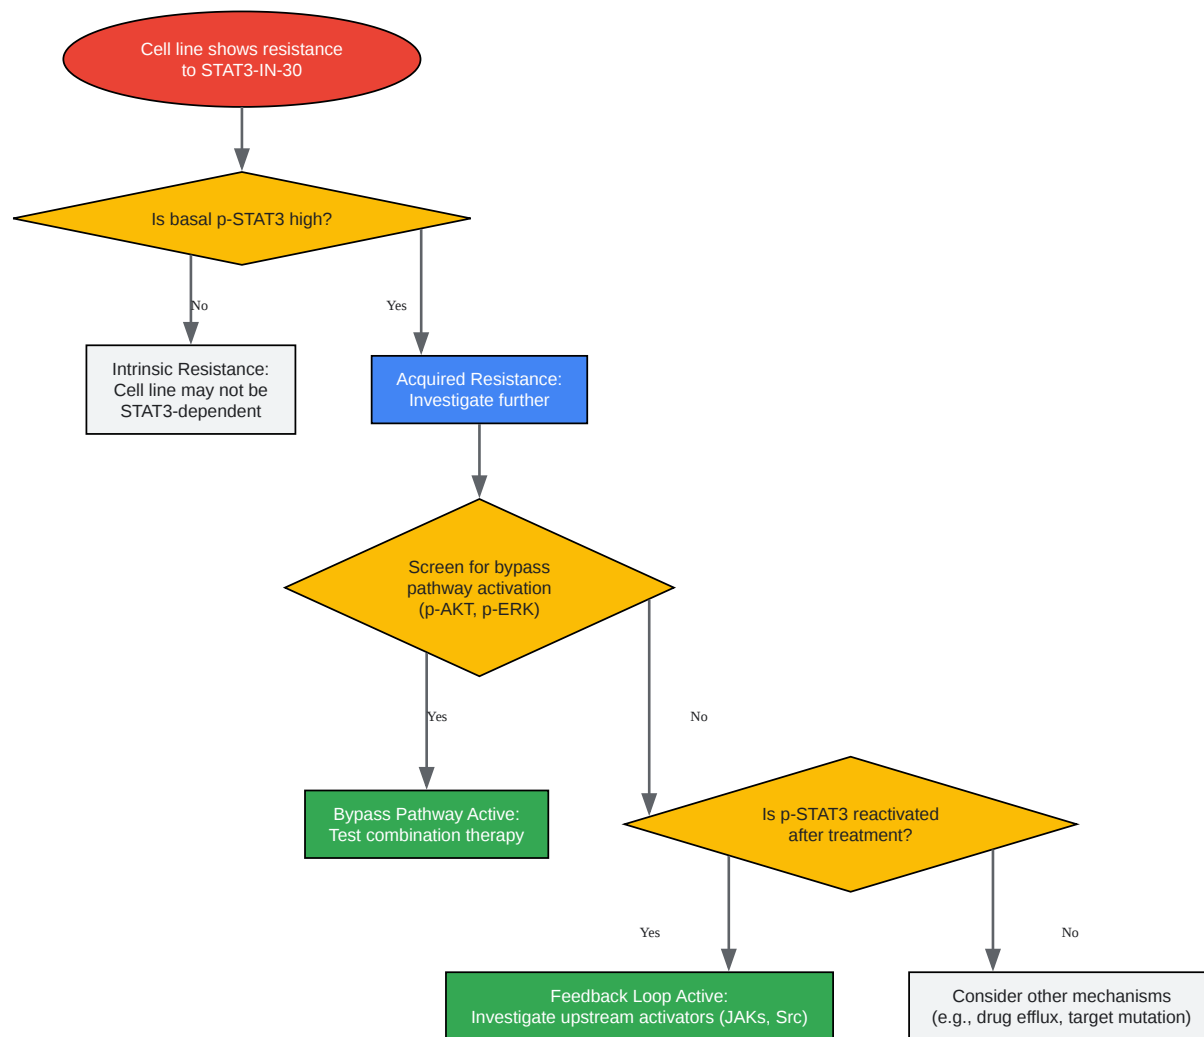 Cell line shows resistance
to STAT3-IN-30
Is basal p-STAT3 high?
No
Yes
Intrinsic Resistance:
Cell line may not be
STAT3-dependent
Acquired Resistance:
Investigate further
Screen for bypass
pathway activation
(p-AKT, p-ERK)
Yes
No
Bypass Pathway Active:
Test combination therapy
Is p-STAT3 reactivated
after treatment?
Yes
No
Feedback Loop Active:
Investigate upstream activators (JAKs, Src)
Consider other mechanisms
(e.g., drug efflux, target mutation)